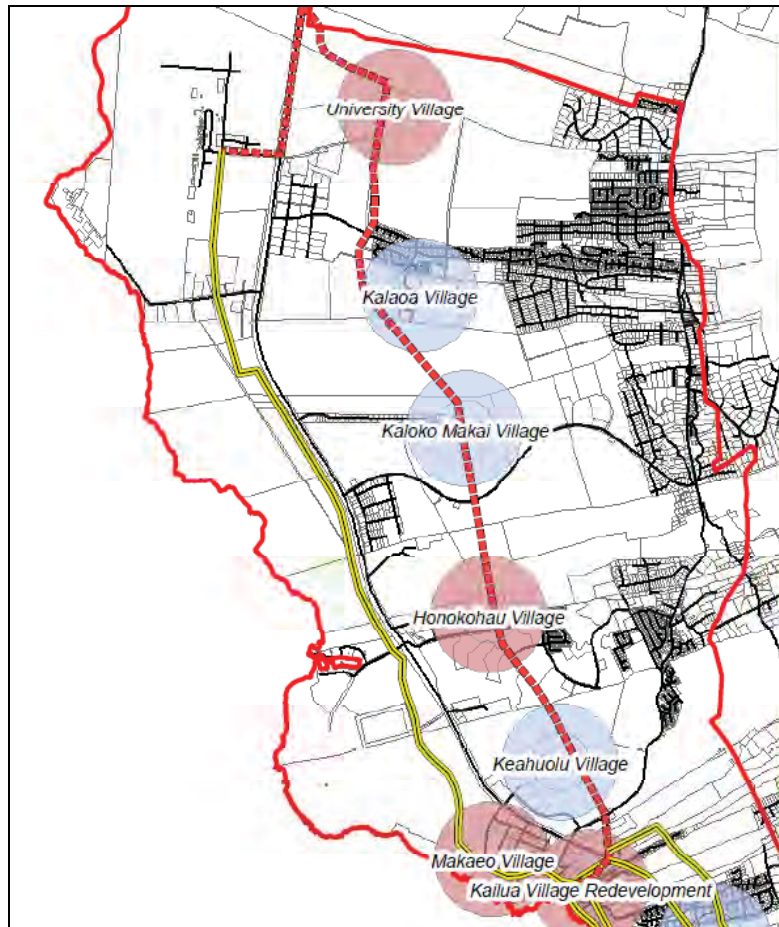 University Village
Kalaoa Village
Kaloko Makai Village
Honokohau Village
Keahuolu Village
Makaeo Village
Kailua Village Redevelopment